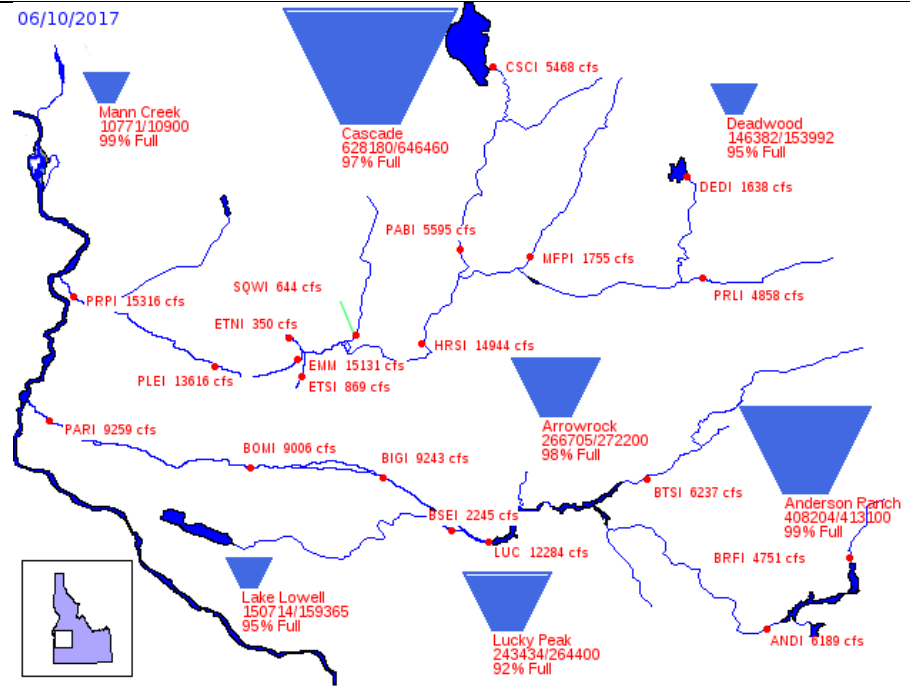 06/10/2017
Mann Creek
10771/10900
99% Full
Cascade
628180/646460
97% Full
CSCI 5468 cfs
Deadwood
146382/153992
95% Full
DEDI 1638 cfs
PABI 5595 cfs
MFPI 1755 cfs
PRLI 4858 cfs
SQWI 644 cfs
PRPI 15316 cfs
ETNI 350 cfs
HRSI 14944 cfs
EMM 15131 cfs
PLEI 13616 cfs
ETSI 869 cfs
Arrowrock
266705/272200
98% Full
PARI 9259 cfs
BOMI 9006 cfs
BIGI 9243 cfs
BTSI 6237 cfs
Anderson Ranch
408204/413100
99% Full
BSEI 2245 cfs
LUC 12284 cfs
BRFI 4751 cfs
Lake Lowell
150714/159365
95% Full
Lucky Peak
243434/264400
92% Full
ANDI 6189 cfs